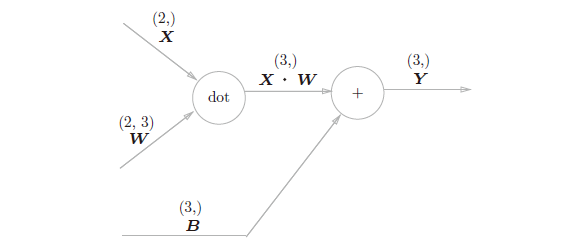 (2,)
X
(3,)
X · W
(3,)
Y
dot
+
(2, 3)
W
(3,)
B